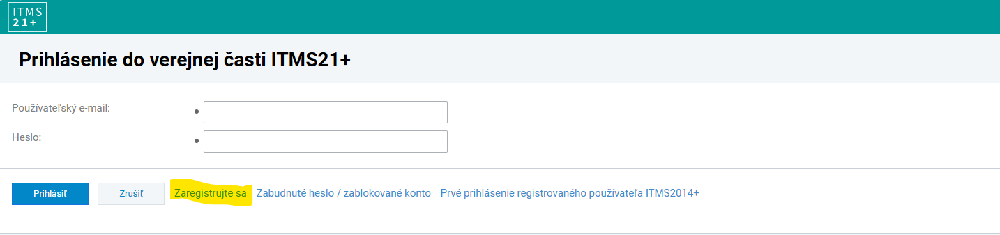 ITMS
21+
Prihlásenie do verejnej časti ITMS21+
Používateľský e-mail:
Heslo:
Prihlásiť Zrušiť Zaregistrujte sa Zabudnuté heslo / zablokované konto Prvé prihlásenie registrovaného používateľa ITMS2014+